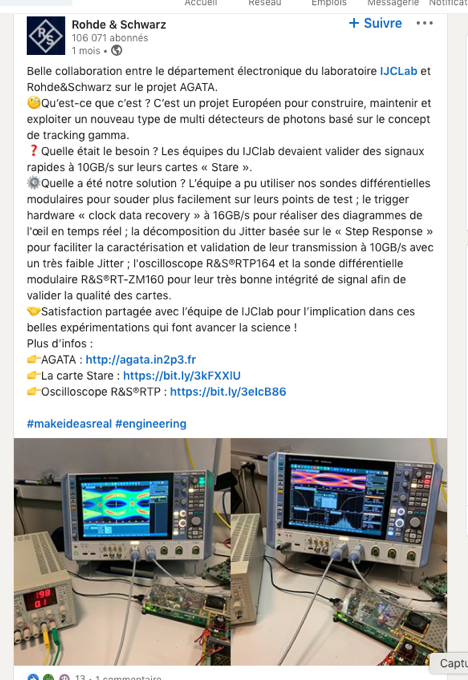 Accueil Réseau Emplois Messagerie Notificat
Rohde & Schwarz
+ Suivre
106 071 abonnés
1 mois •
Belle collaboration entre le département électronique du laboratoire IJCLab et
Rohde&Schwarz sur le projet AGATA.
🧐Qu'est-ce que c'est ? C'est un projet Européen pour construire, maintenir et
exploiter un nouveau type de multi détecteurs de photons basé sur le concept
de tracking gamma.
❓Quelle était le besoin ? Les équipes du IJClab devaient valider des signaux
rapides à 10GB/s sur leurs cartes « Stare ».
⚙️Quelle a été notre solution ? L'équipe a pu utiliser nos sondes différentielles
modulaires pour souder plus facilement sur leurs points de test ; le trigger
hardware « clock data recovery » à 16GB/s pour réaliser des diagrammes de
l'œil en temps réel ; la décomposition du Jitter basée sur le « Step Response »
pour faciliter la caractérisation et validation de leur transmission à 10GB/s avec
un très faible Jitter ; l'oscilloscope R&S®RTP164 et la sonde différentielle
modulaire R&S®RT-ZM160 pour leur très bonne intégrité de signal afin de
valider la qualité des cartes.
🤝Satisfaction partagée avec l'équipe de IJClab pour l'implication dans ces
belles expérimentations qui font avancer la science !
Plus d'infos :
👉AGATA : http://agata.in2p3.fr
👉La carte Stare : https://bit.ly/3kFXXlU
👉Oscilloscope R&S®RTP : https://bit.ly/3eIcB86
#makeideasreal #engineering
198
01
Captu
13 · 1 commentaire